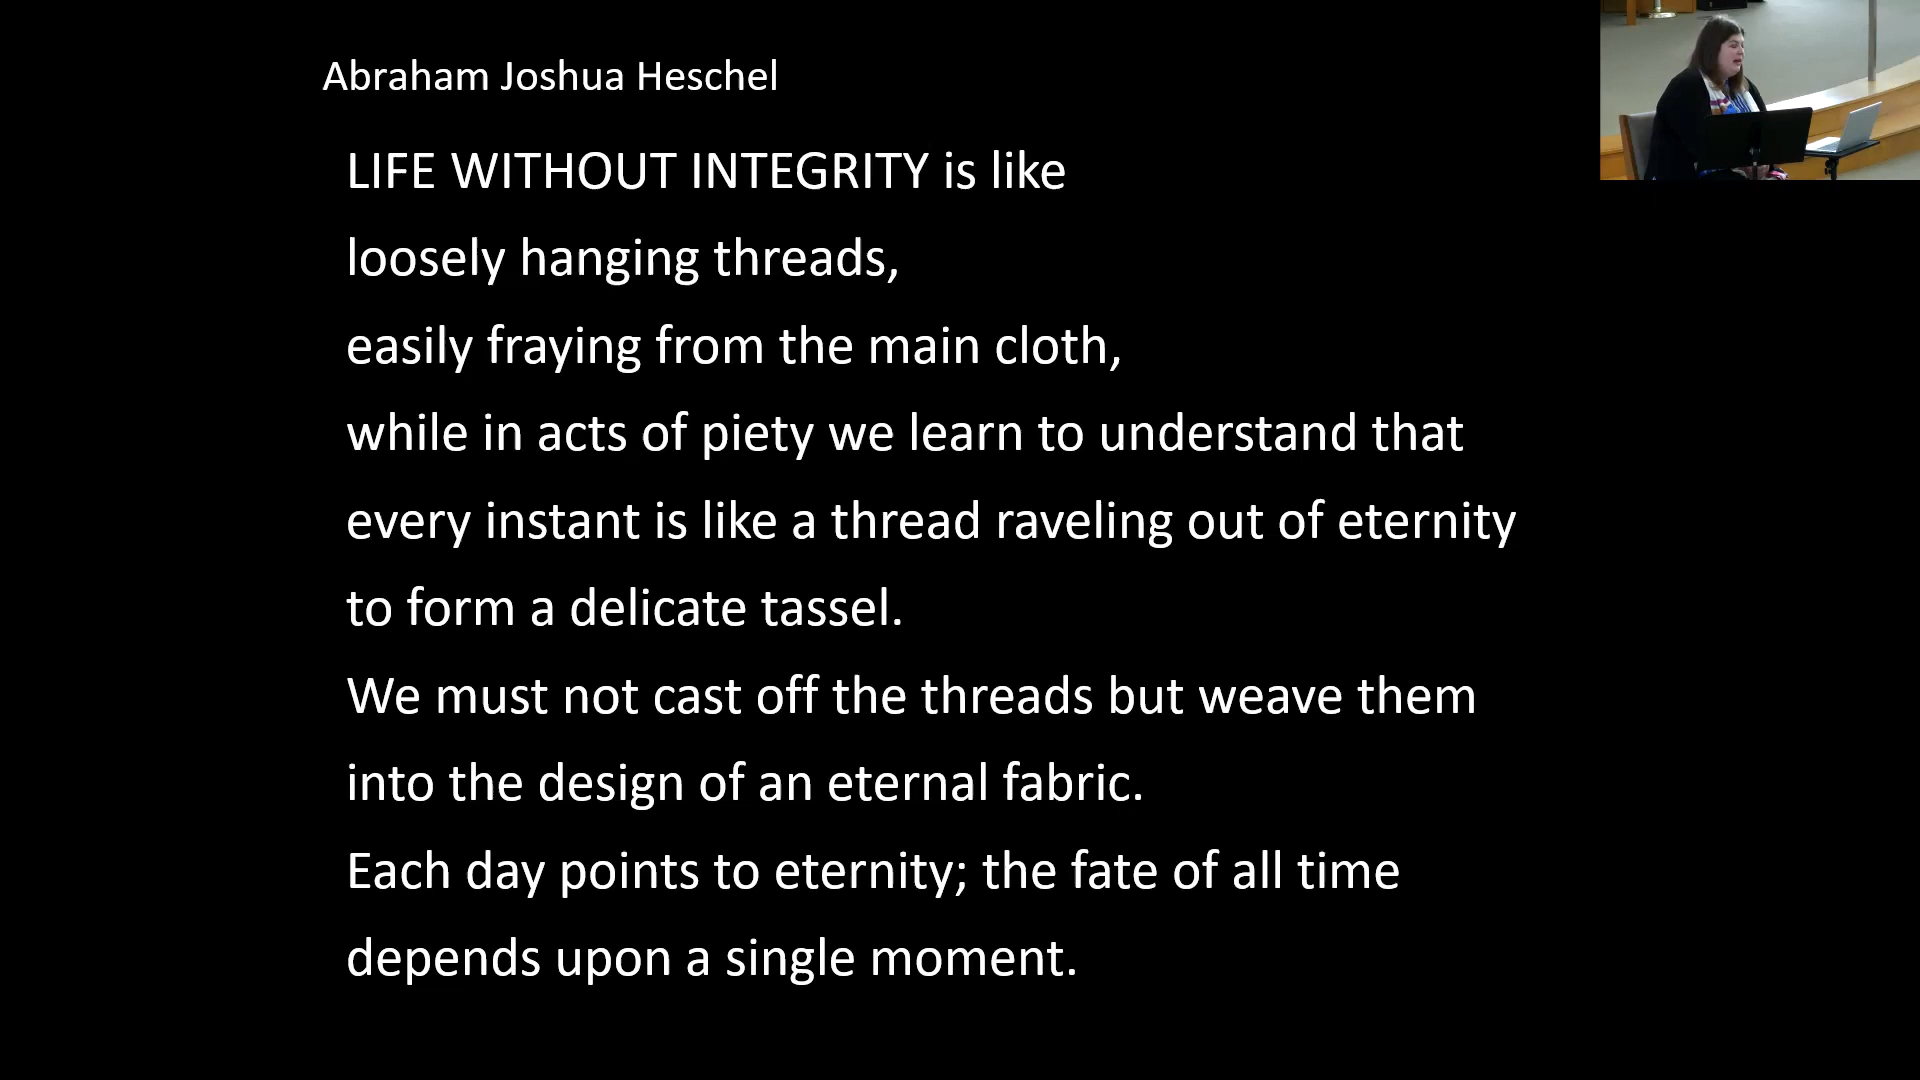 Abraham Joshua Heschel
LIFE WITHOUT INTEGRITY is like
loosely hanging threads,
easily fraying from the main cloth,
while in acts of piety we learn to understand that
every instant is like a thread raveling out of eternity
to form a delicate tassel.
We must not cast off the threads but weave them
into the design of an eternal fabric.
Each day points to eternity; the fate of all time
depends upon a single moment.